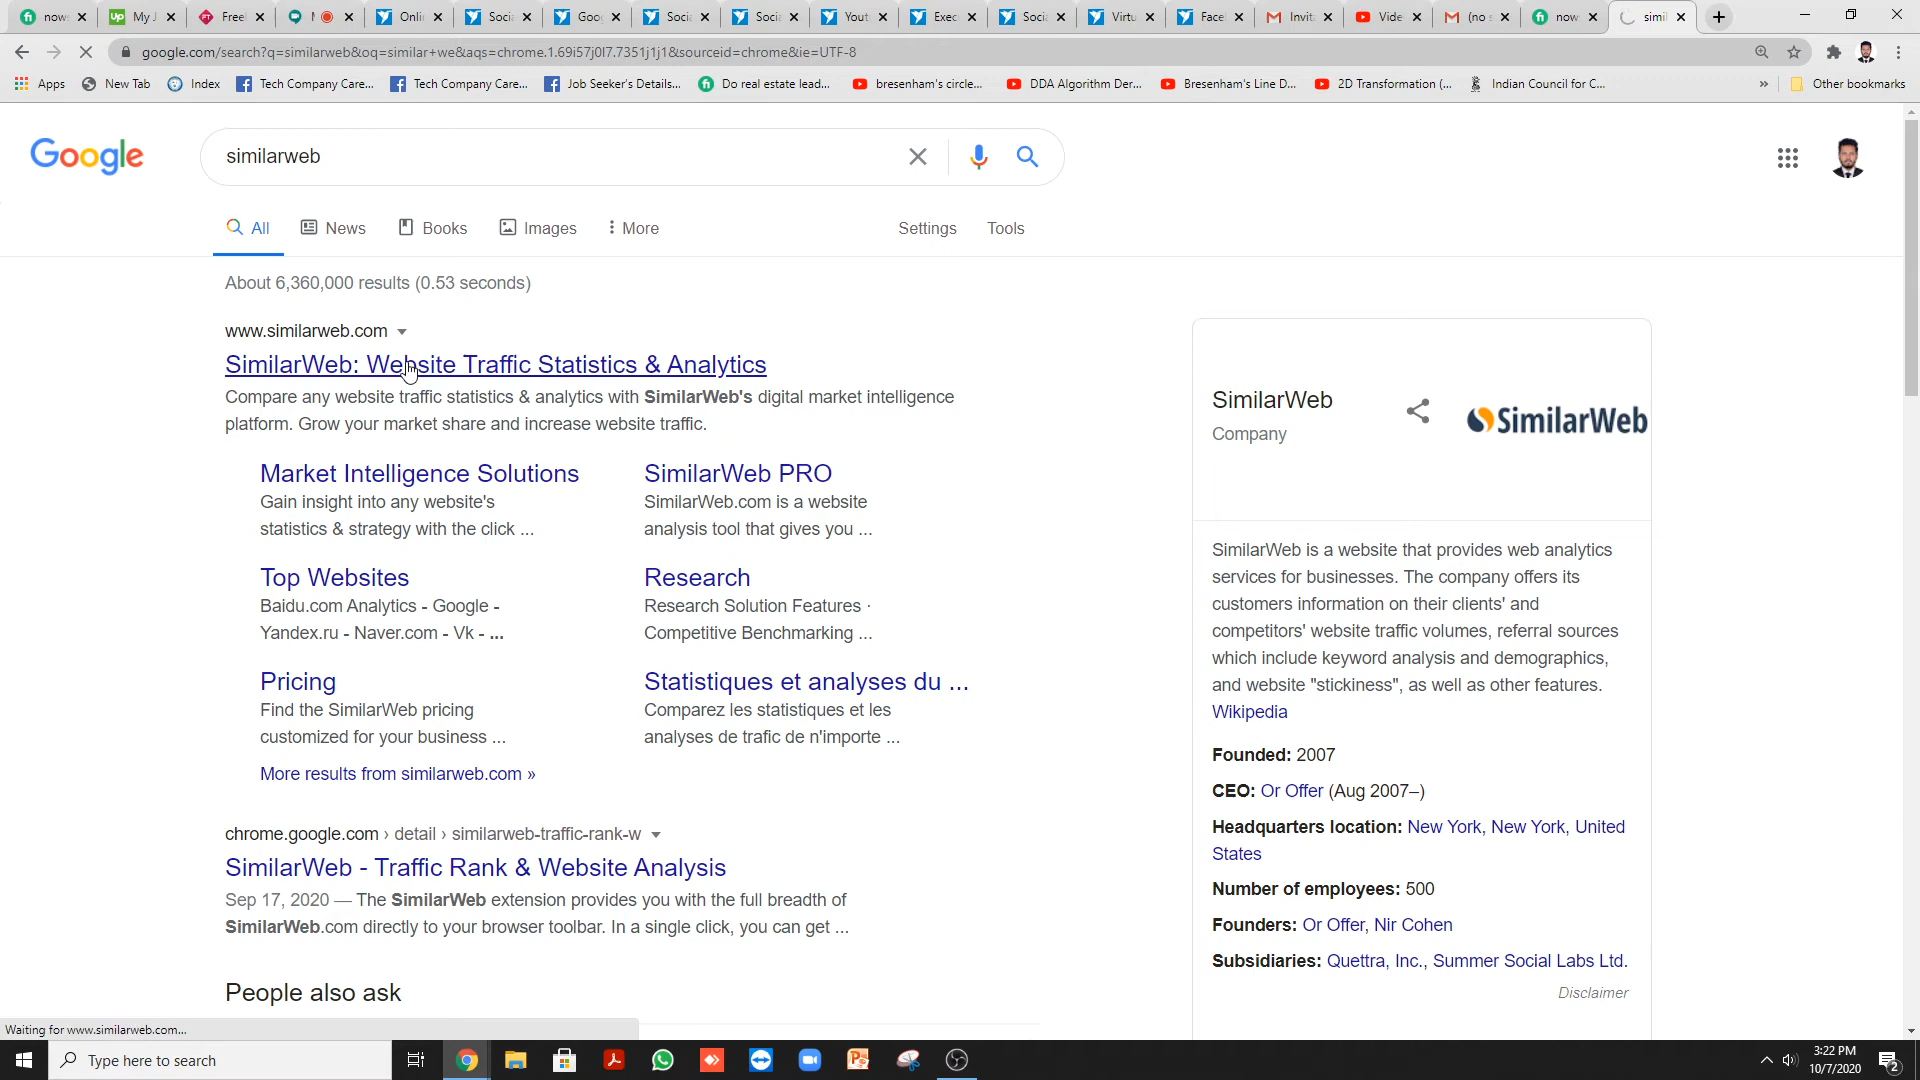 now
My J
Free
Onli
Socia
Goo
Socia
Socia
Yout
Exec
Socia
Virtu
Face
Invit
Vide
(no s
now
simil
google.com/search?q=similarweb&oq=similar+we&aqs=chrome.1.69i57j0l7.7351j1j1&sourceid=chrome&ie=UTF-8
Apps
New Tab
Index
Tech Company Care...
Tech Company Care...
Job Seeker's Details...
Do real estate lead...
bresenham's circle...
DDA Algorithm Der...
Bresenham's Line D...
2D Transformation (...
Indian Council for C...
»
Other bookmarks
Google
similarweb
All
News
Books
Images
More
Settings
Tools
About 6,360,000 results (0.53 seconds)
www.similarweb.com
SimilarWeb: Website Traffic Statistics & Analytics
Compare any website traffic statistics & analytics with SimilarWeb's digital market intelligence
platform. Grow your market share and increase website traffic.
Market Intelligence Solutions
Gain insight into any website's
statistics & strategy with the click ...
SimilarWeb PRO
SimilarWeb.com is a website
analysis tool that gives you ...
Top Websites
Baidu.com Analytics - Google -
Yandex.ru - Naver.com - Vk - ...
Research
Research Solution Features ·
Competitive Benchmarking ...
Pricing
Find the SimilarWeb pricing
customized for your business ...
Statistiques et analyses du ...
Comparez les statistiques et les
analyses de trafic de n'importe ...
More results from similarweb.com »
chrome.google.com › detail › similarweb-traffic-rank-w
SimilarWeb - Traffic Rank & Website Analysis
Sep 17, 2020 — The SimilarWeb extension provides you with the full breadth of
SimilarWeb.com directly to your browser toolbar. In a single click, you can get ...
People also ask
SimilarWeb
Company
SimilarWeb
SimilarWeb is a website that provides web analytics
services for businesses. The company offers its
customers information on their clients' and
competitors' website traffic volumes, referral sources
which include keyword analysis and demographics,
and website "stickiness", as well as other features.
Wikipedia
Founded: 2007
CEO: Or Offer (Aug 2007–)
Headquarters location: New York, New York, United
States
Number of employees: 500
Founders: Or Offer, Nir Cohen
Subsidiaries: Quettra, Inc., Summer Social Labs Ltd.
Disclaimer
Waiting for www.similarweb.com...
Type here to search
3:22 PM
10/7/2020
2